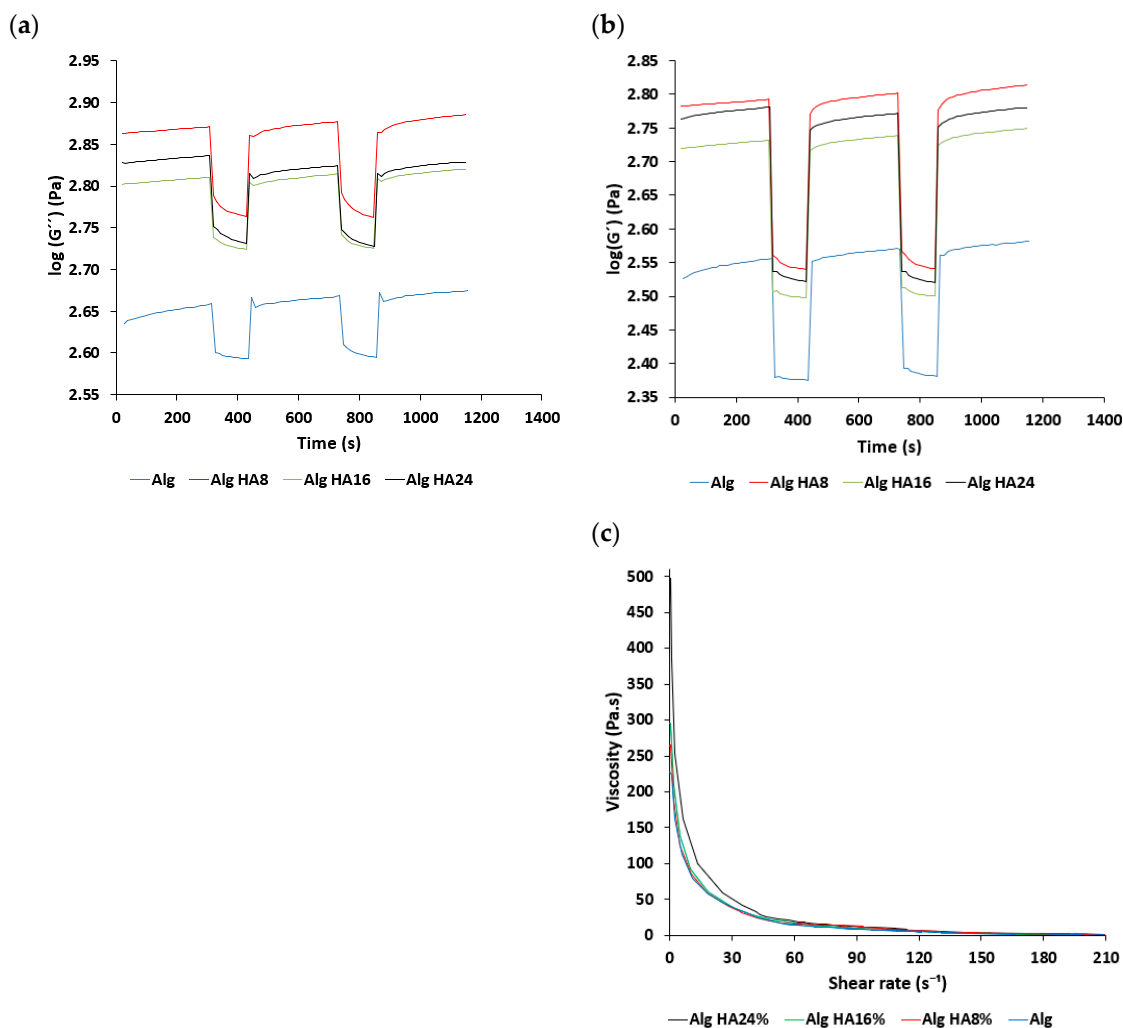 (a)
2.95
2.90
2.85
2.80
2.75
2.70
2.65
2.60
2.55
log (G´´) (Pa)
0 200 400 600 800 1000 1200 1400
Time (s)
Alg Alg HA8 Alg HA16 Alg HA24
(b)
2.85
2.80
2.75
2.70
2.65
2.60
2.55
2.50
2.45
2.40
2.35
log(G´) (Pa)
0 200 400 600 800 1000 1200 1400
Time (s)
Alg Alg HA8 Alg HA16 Alg HA24
(c)
500
450
400
350
300
250
200
150
100
50
0
Viscosity (Pa.s)
0 30 60 90 120 150 180 210
Shear rate (s⁻¹)
Alg HA24% Alg HA16% Alg HA8% Alg